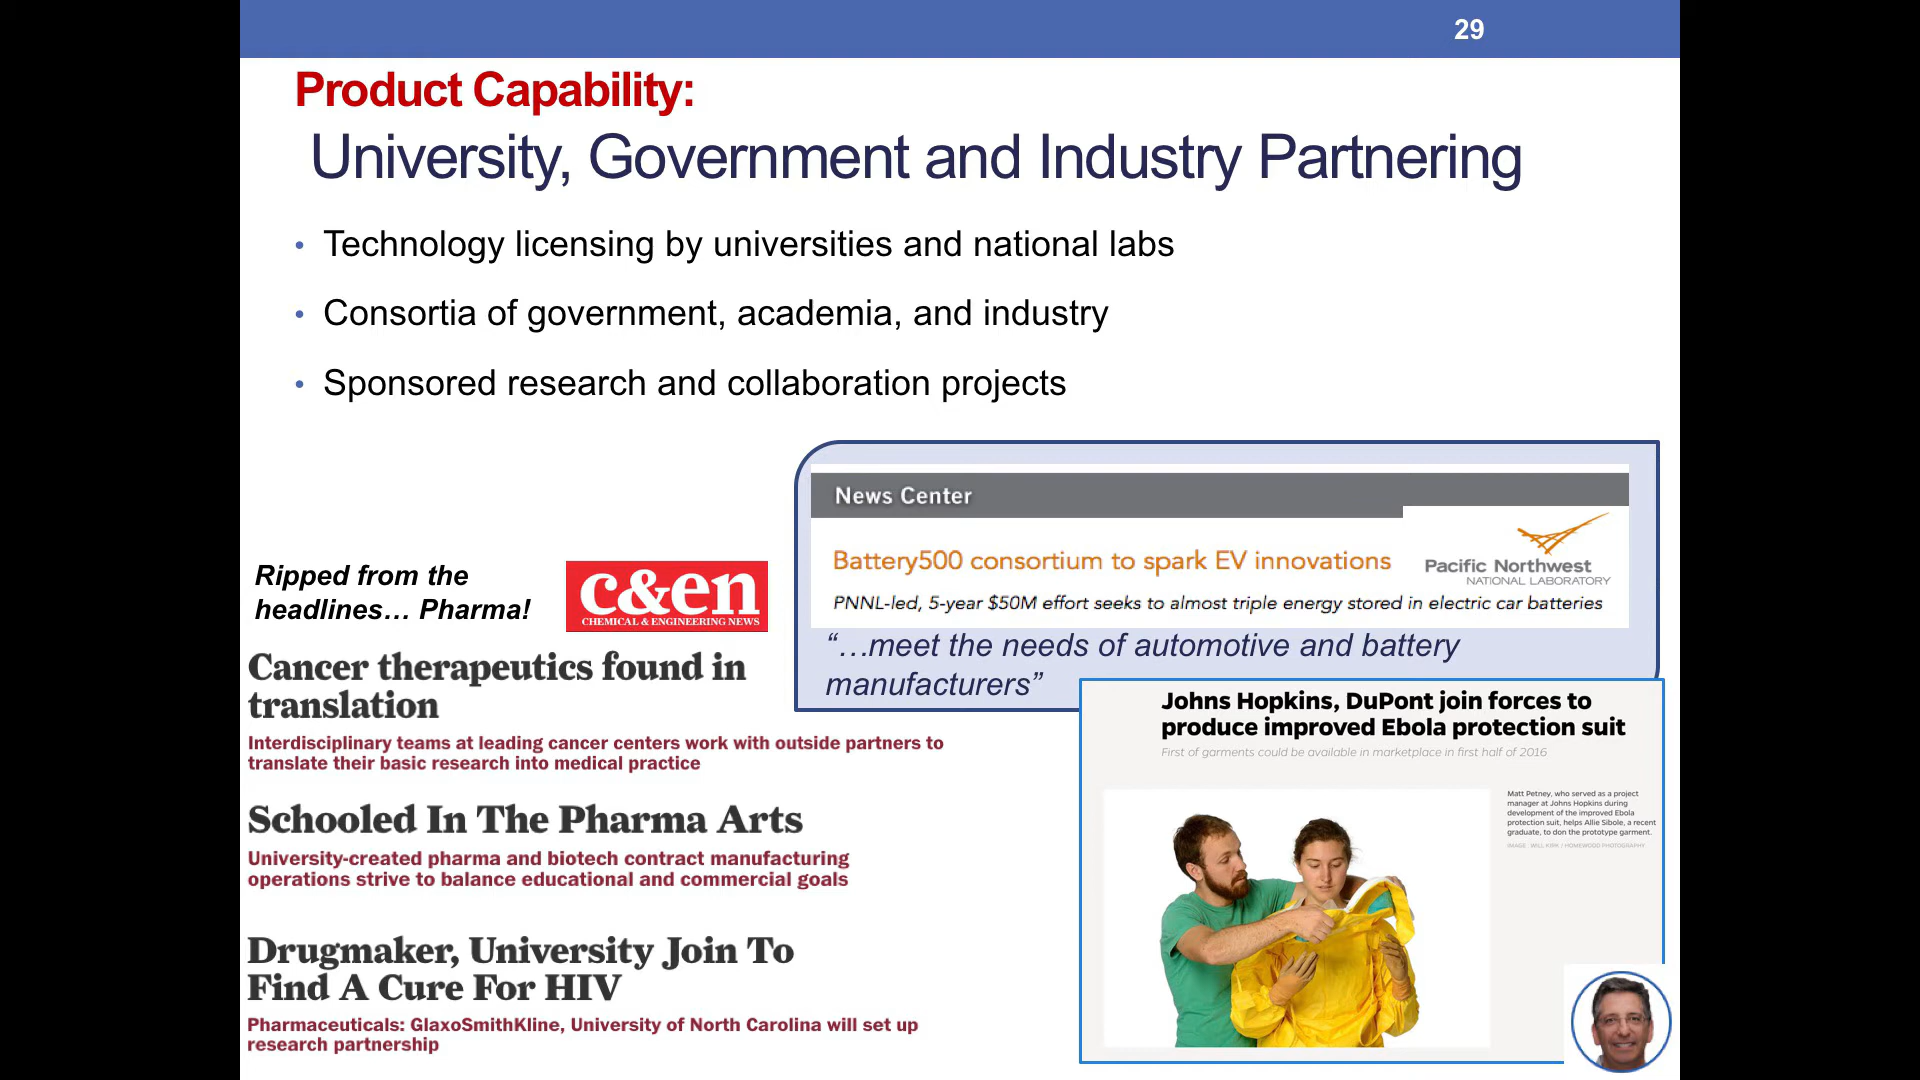 29
Product Capability:
University, Government and Industry Partnering
• Technology licensing by universities and national labs
• Consortia of government, academia, and industry
• Sponsored research and collaboration projects
News Center
Battery500 consortium to spark EV innovations
Pacific Northwest
NATIONAL LABORATORY
PNNL-led, 5-year $50M effort seeks to almost triple energy stored in electric car batteries
“…meet the needs of automotive and battery
manufacturers”
Ripped from the
headlines… Pharma!
c&en
CHEMICAL & ENGINEERING NEWS
Cancer therapeutics found in
translation
Interdisciplinary teams at leading cancer centers work with outside partners to
translate their basic research into medical practice
Schooled In The Pharma Arts
University-created pharma and biotech contract manufacturing
operations strive to balance educational and commercial goals
Drugmaker, University Join To
Find A Cure For HIV
Pharmaceuticals: GlaxoSmithKline, University of North Carolina will set up
research partnership
Johns Hopkins, DuPont join forces to
produce improved Ebola protection suit
First of garments could be available in marketplace in first half of 2016
Matt Petney, who served as a project
manager at Johns Hopkins during
development of the improved Ebola
protection suit, helps Allie Sibole, a recent
graduate, to don the prototype garment.
IMAGE: WILL KIRK / HOMEWOOD PHOTOGRAPHY